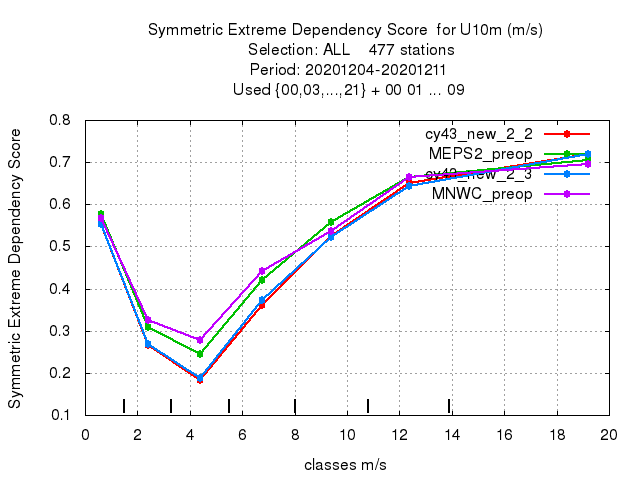 Symmetric Extreme Dependency Score  for U10m (m/s)
Selection: ALL    477 stations
Period: 20201204-20201211
Used {00,03,...,21} + 00 01 ... 09
Symmetric Extreme Dependency Score
0.8
0.7
0.6
0.5
0.4
0.3
0.2
0.1
cy43_new_2_2
MEPS2_preop
cy43_new_2_3
MNWC_preop
0 2 4 6 8 10 12 14 16 18 20
classes m/s